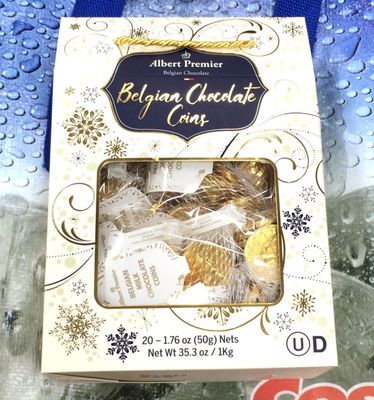 Albert Premier
Belgian Chocolate
Belgian Chocolate
Coins
BELGIAN
MILK
CHOCOLATE
COINS
20 – 1.76 oz (50g) Nets
Net Wt 35.3 oz / 1Kg
U D
Cos